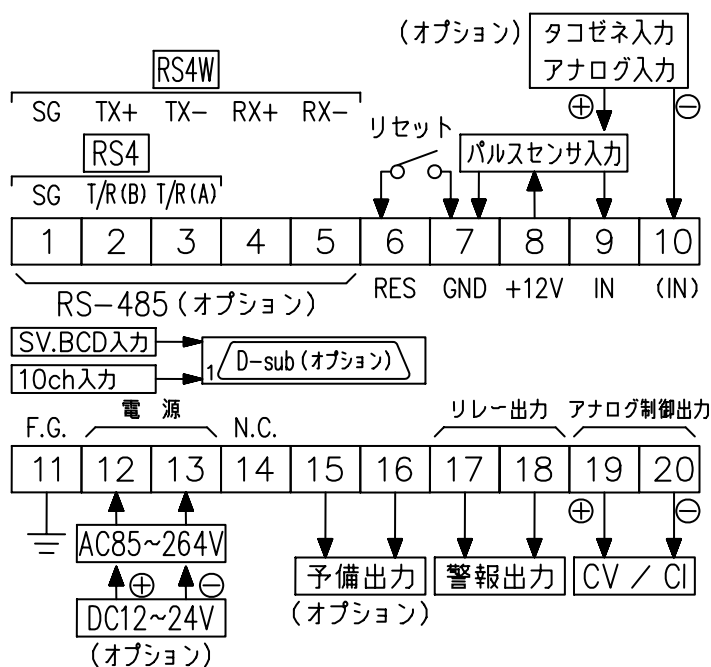 (オプション) タコゼネ入力
アナログ入力
RS4W
SG TX+ TX− RX+ RX−
⊕ ⊖
リセット
パルスセンサ入力
RS4
SG T/R(B) T/R(A)
1 2 3 4 5 6 7 8 9 10
RES GND +12V IN (IN)
RS−485(オプション)
SV.BCD入力
10ch入力
1 D−sub(オプション)
F.G. 電源 N.C. リレー出力 アナログ制御出力
11 12 13 14 15 16 17 18 19 20
⊕ ⊖
AC85~264V
⊕ ⊖
DC12~24V
(オプション)
予備出力 警報出力 CV / CI
(オプション)